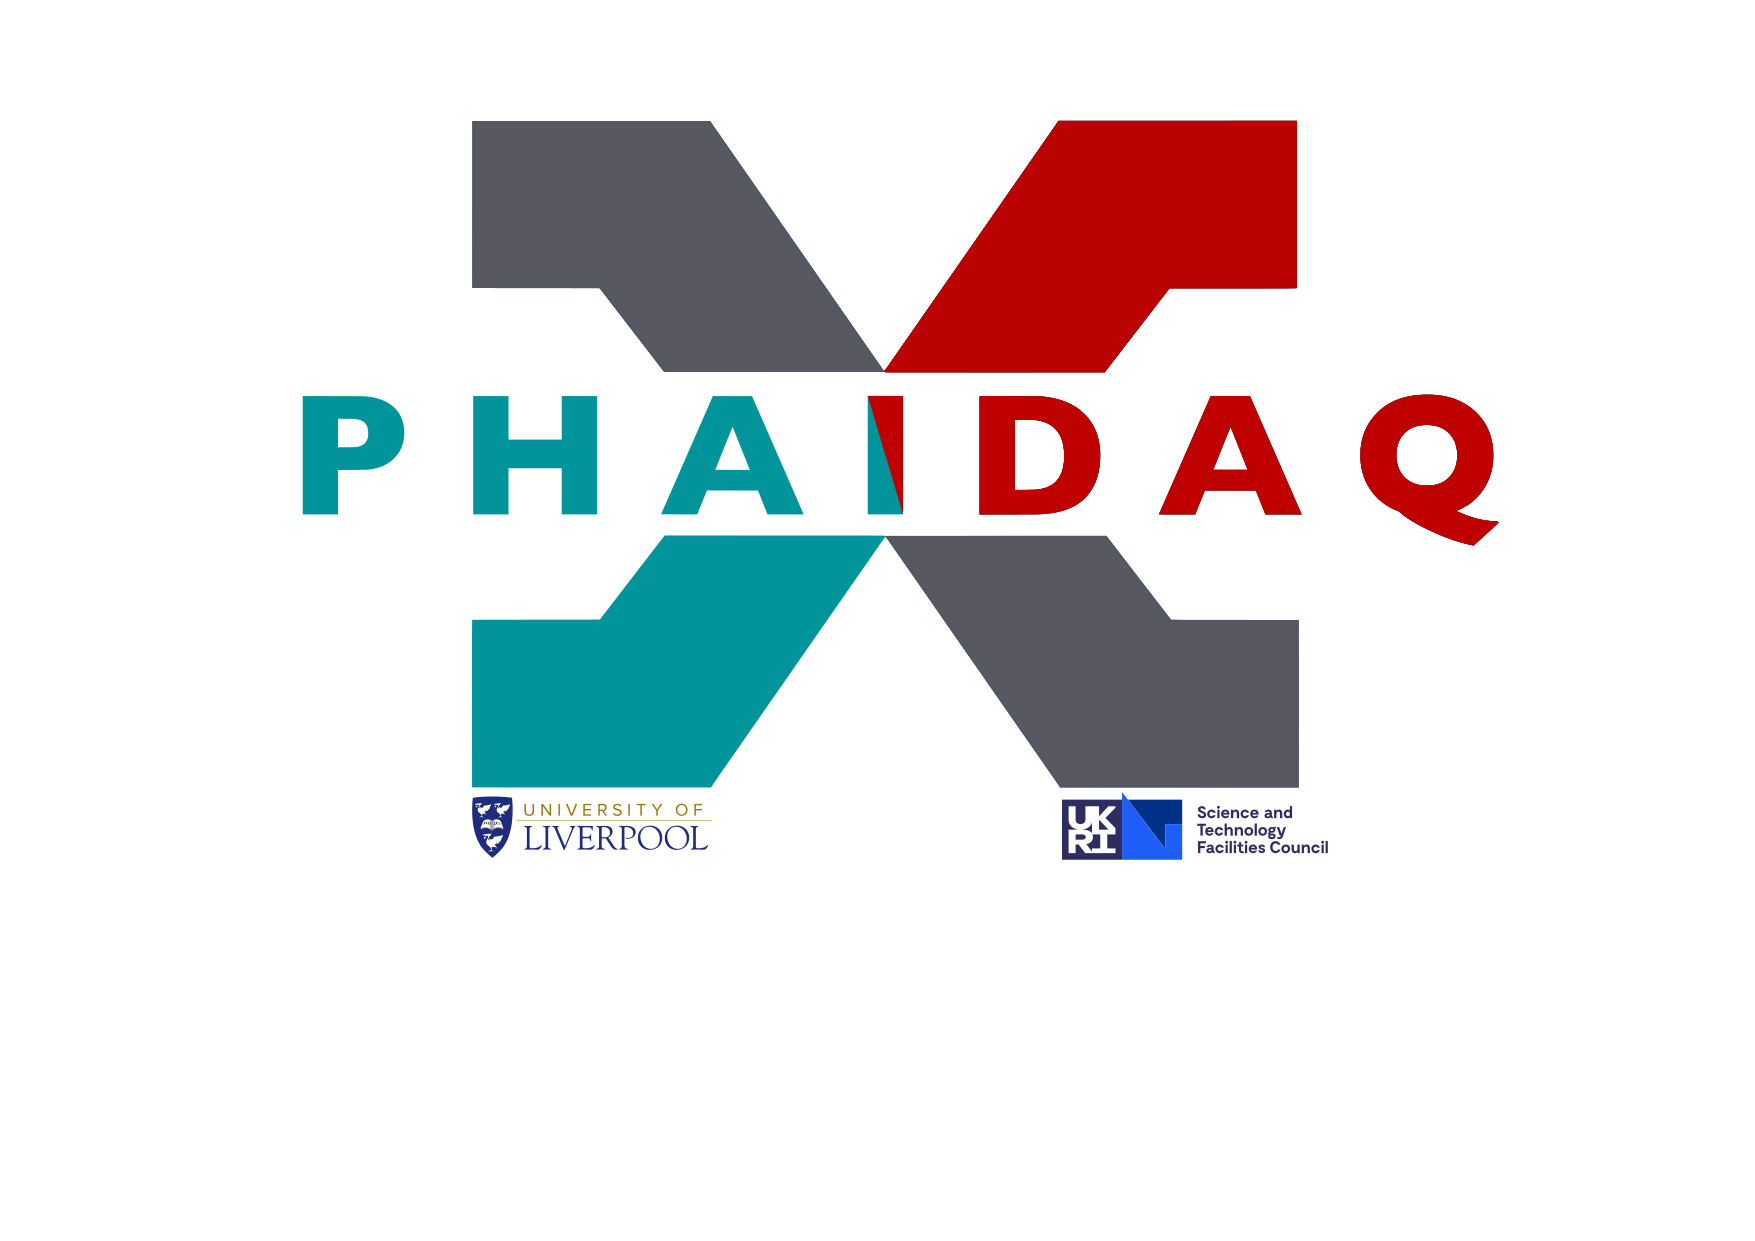 PHAIDAQ
UNIVERSITY OF
LIVERPOOL
UK
RI
Science and
Technology
Facilities Council